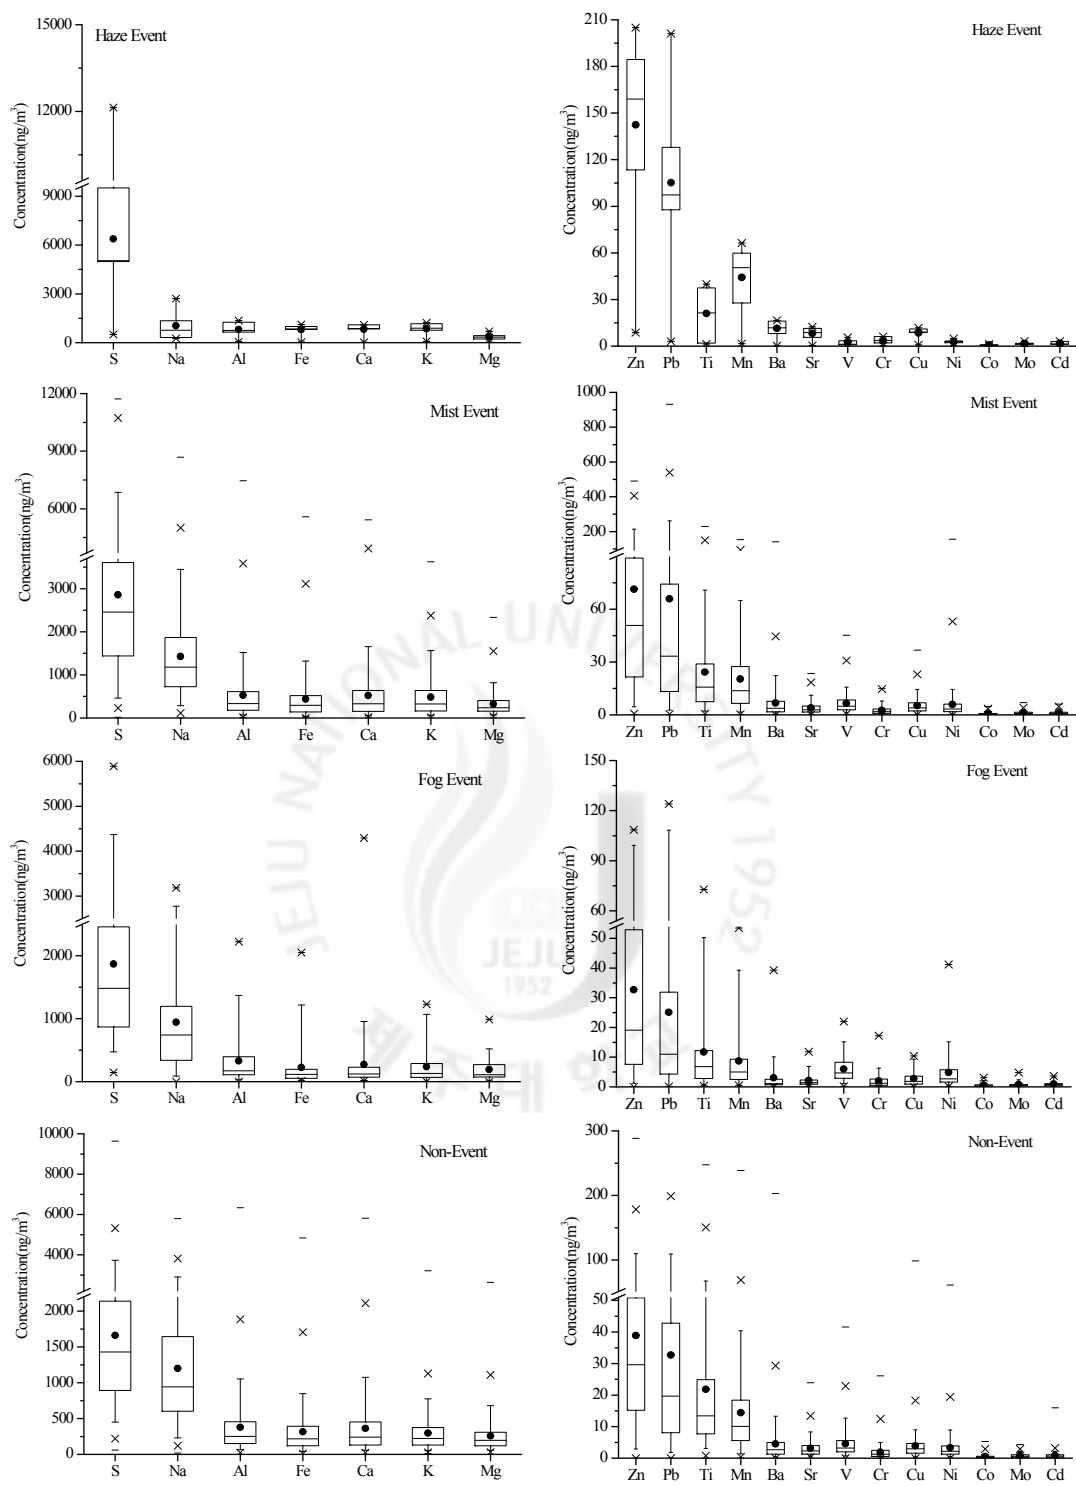 Haze Event
Concentration(ng/m³)
15000
12000
9000
6000
3000
0
S Na Al Fe Ca K Mg
Haze Event
Concentration(ng/m³)
210
180
150
120
90
60
30
0
Zn Pb Ti Mn Ba Sr V Cr Cu Ni Co Mo Cd
Mist Event
Concentration(ng/m³)
12000
9000
6000
3000
1000
0
S Na Al Fe Ca K Mg
Mist Event
Concentration(ng/m³)
1000
800
600
400
200
60
30
0
Zn Pb Ti Mn Ba Sr V Cr Cu Ni Co Mo Cd
Fog Event
Concentration(ng/m³)
6000
5000
4000
3000
2000
1000
0
S Na Al Fe Ca K Mg
Fog Event
Concentration(ng/m³)
150
120
90
60
50
40
30
20
10
0
Zn Pb Ti Mn Ba Sr V Cr Cu Ni Co Mo Cd
Non-Event
Concentration(ng/m³)
10000
8000
6000
4000
2000
1500
1000
500
0
S Na Al Fe Ca K Mg
Non-Event
Concentration(ng/m³)
300
200
100
50
40
30
20
10
0
Zn Pb Ti Mn Ba Sr V Cr Cu Ni Co Mo Cd
JEJU NATIONAL UNIVERSITY 1952
JEJU
1952